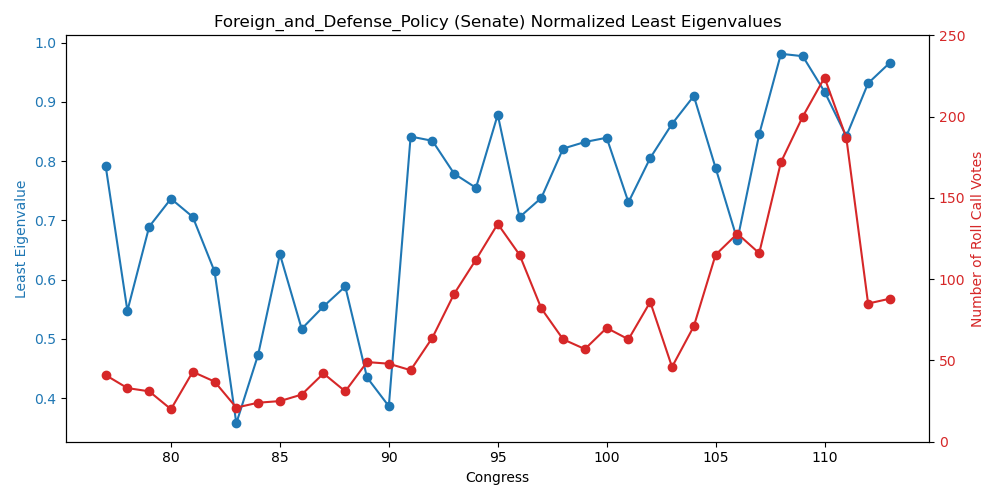 Foreign_and_Defense_Policy (Senate) Normalized Least Eigenvalues
1.0
0.9
0.8
0.7
0.6
0.5
0.4
Least Eigenvalue
250
200
150
100
50
0
Number of Roll Call Votes
80 85 90 95 100 105 110
Congress